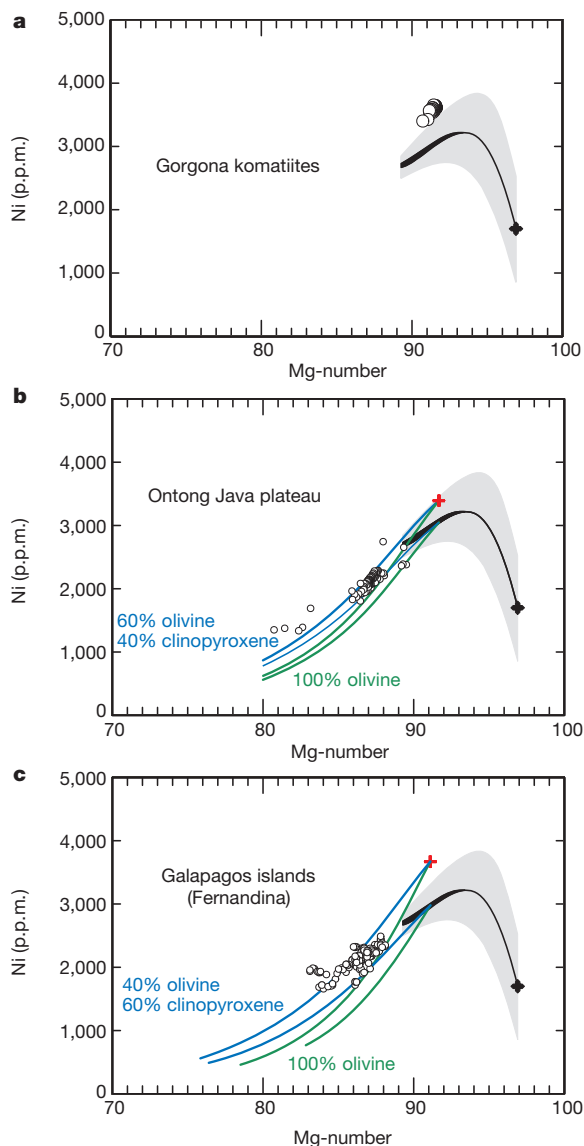 a
5,000
4,000
3,000
2,000
1,000
0
Ni (p.p.m.)
Gorgona komatiites
70
80
90
100
Mg-number
b
5,000
4,000
3,000
2,000
1,000
0
Ni (p.p.m.)
Ontong Java plateau
60% olivine
40% clinopyroxene
100% olivine
70
80
90
100
Mg-number
c
5,000
4,000
3,000
2,000
1,000
0
Ni (p.p.m.)
Galapagos islands
(Fernandina)
40% olivine
60% clinopyroxene
100% olivine
70
80
90
100
Mg-number